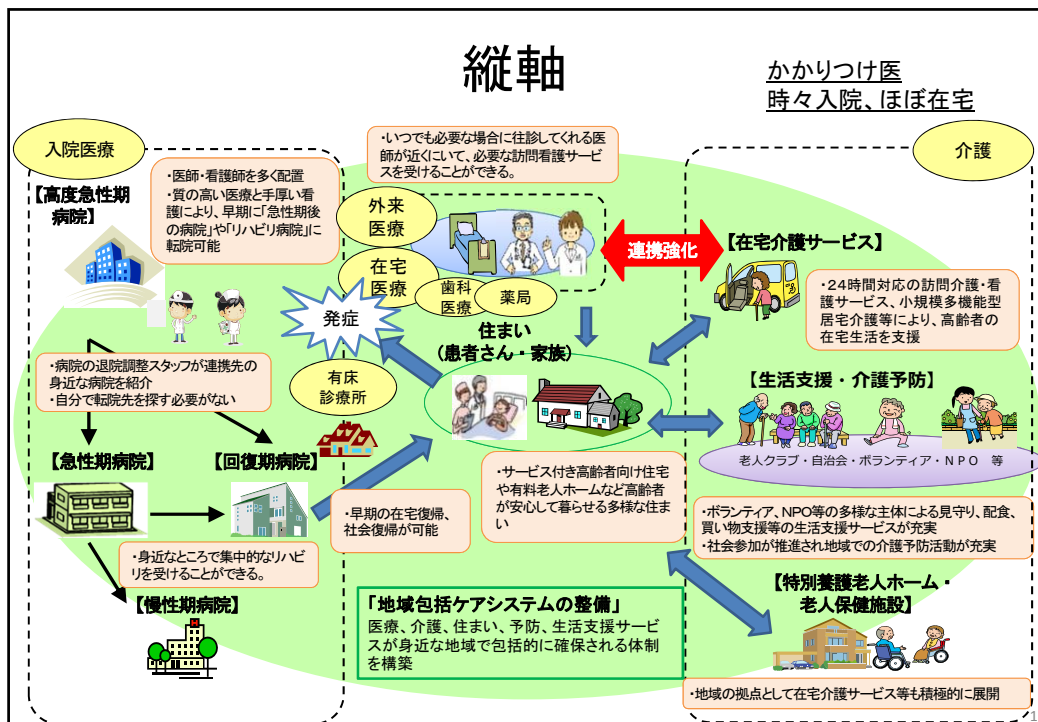 縦軸
かかりつけ医
時々入院、ほぼ在宅
入院医療
【高度急性期
病院】
・医師・看護師を多く配置
・質の高い医療と手厚い看
護により、早期に「急性期後
の病院」や「リハビリ病院」に
転院可能
・いつでも必要な場合に往診してくれる医
師が近くにいて、必要な訪問看護サービ
スを受けることができる。
介護
外来
医療
在宅
医療
歯科
医療
薬局
連携強化
【在宅介護サービス】
・24時間対応の訪問介護・看
護サービス、小規模多機能型
居宅介護等により、高齢者の
在宅生活を支援
発症
住まい
(患者さん・家族)
・病院の退院調整スタッフが連携先の
身近な病院を紹介
・自分で転院先を探す必要がない
有床
診療所
【生活支援・介護予防】
老人クラブ・自治会・ボランティア・NPO 等
【急性期病院】
【回復期病院】
・サービス付き高齢者向け住宅
や有料老人ホームなど高齢者
が安心して暮らせる多様な住ま
い
・早期の在宅復帰、
社会復帰が可能
・ボランティア、NPO等の多様な主体による見守り、配食、
買い物支援等の生活支援サービスが充実
・社会参加が推進され地域での介護予防活動が充実
・身近なところで集中的なリハビ
リを受けることができる。
【慢性期病院】
「地域包括ケアシステムの整備」
医療、介護、住まい、予防、生活支援サービ
スが身近な地域で包括的に確保される体制
を構築
【特別養護老人ホーム・
老人保健施設】
・地域の拠点として在宅介護サービス等も積極的に展開
1